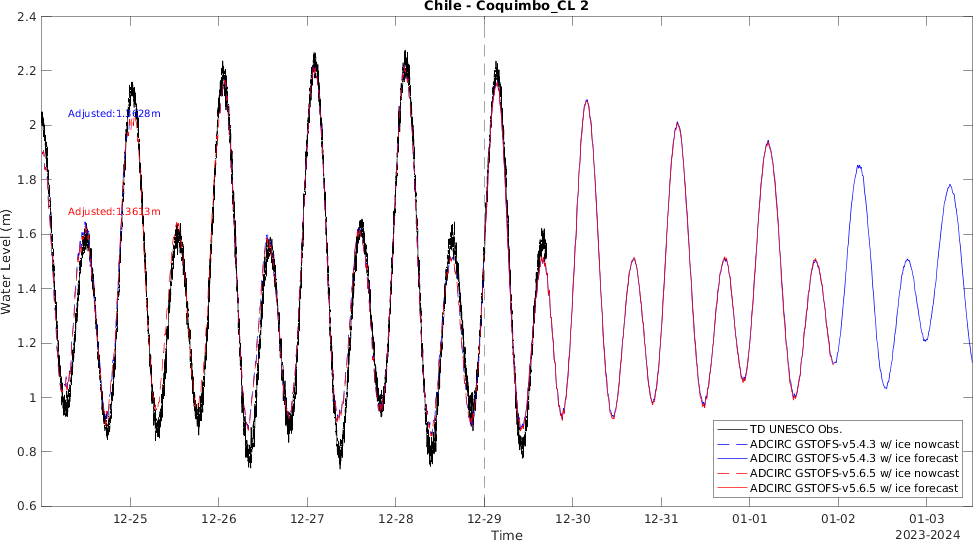 Chile - Coquimbo_CL 2
Water Level (m)
2.4
2.2
2
1.8
1.6
1.4
1.2
1
0.8
0.6
Adjusted:1.3628m
Adjusted:1.3613m
TD UNESCO Obs.
ADCIRC GSTOFS-v5.4.3 w/ ice nowcast
ADCIRC GSTOFS-v5.4.3 w/ ice forecast
ADCIRC GSTOFS-v5.6.5 w/ ice nowcast
ADCIRC GSTOFS-v5.6.5 w/ ice forecast
12-25 12-26 12-27 12-28 12-29 12-30 12-31 01-01 01-02 01-03
Time
2023-2024